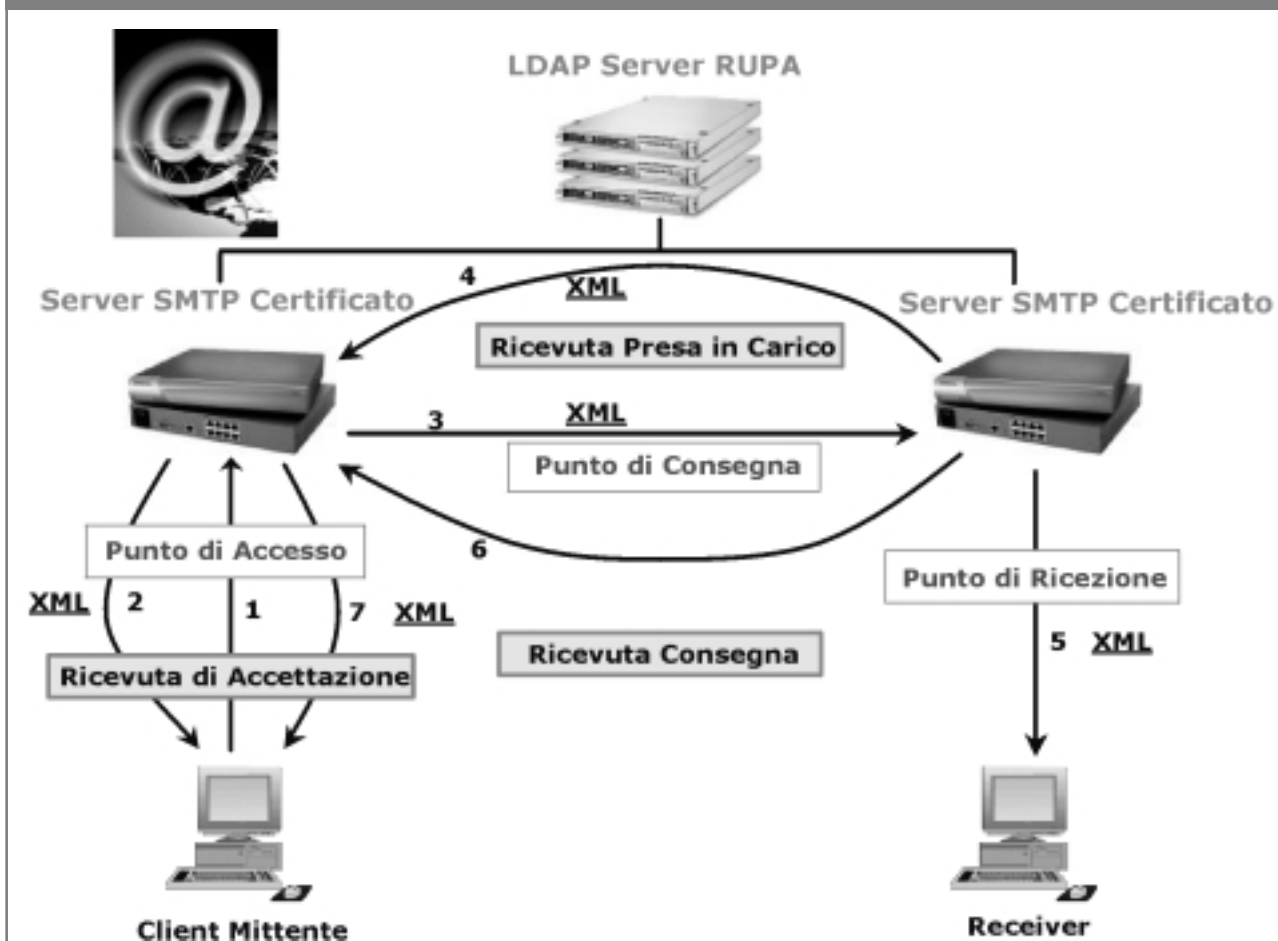 @
LDAP Server RUPA
4
XML
Server SMTP Certificato
Server SMTP Certificato
Ricevuta Presa in Carico
3
XML
Punto di Consegna
Punto di Accesso
6
Punto di Ricezione
XML
2
1
7
XML
Ricevuta Consegna
5
XML
Ricevuta di Accettazione
Client Mittente
Receiver